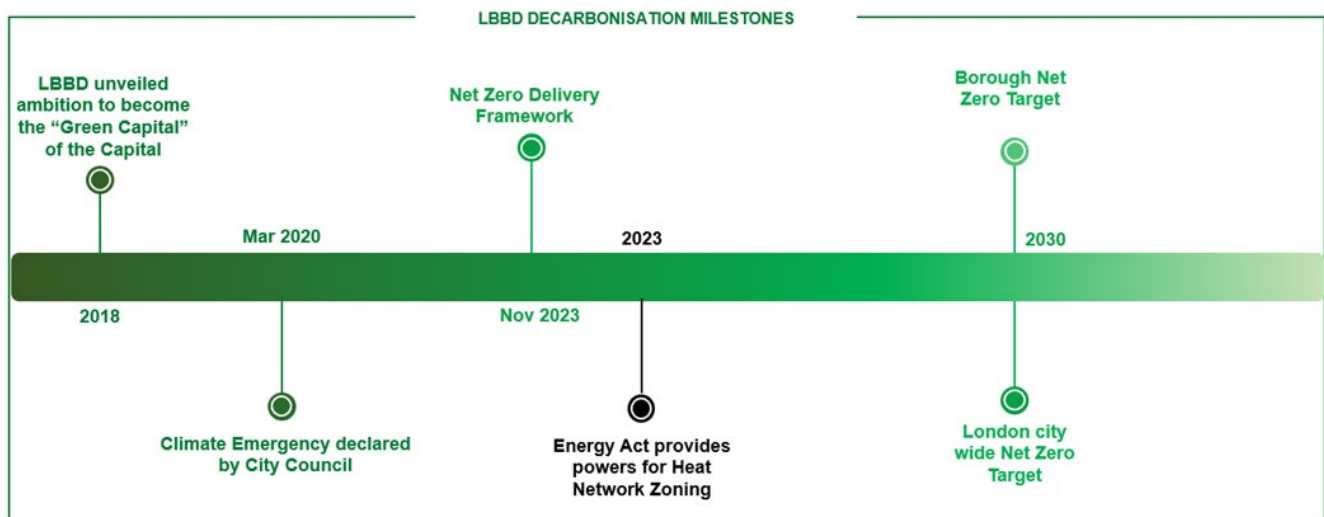 LBBD DECARBONISATION MILESTONES
LBBD unveiled
ambition to become
the “Green Capital”
of the Capital
Net Zero Delivery
Framework
Borough Net
Zero Target
Mar 2020
2023
2030
2018
Nov 2023
Climate Emergency declared
by City Council
Energy Act provides
powers for Heat
Network Zoning
London city
wide Net Zero
Target